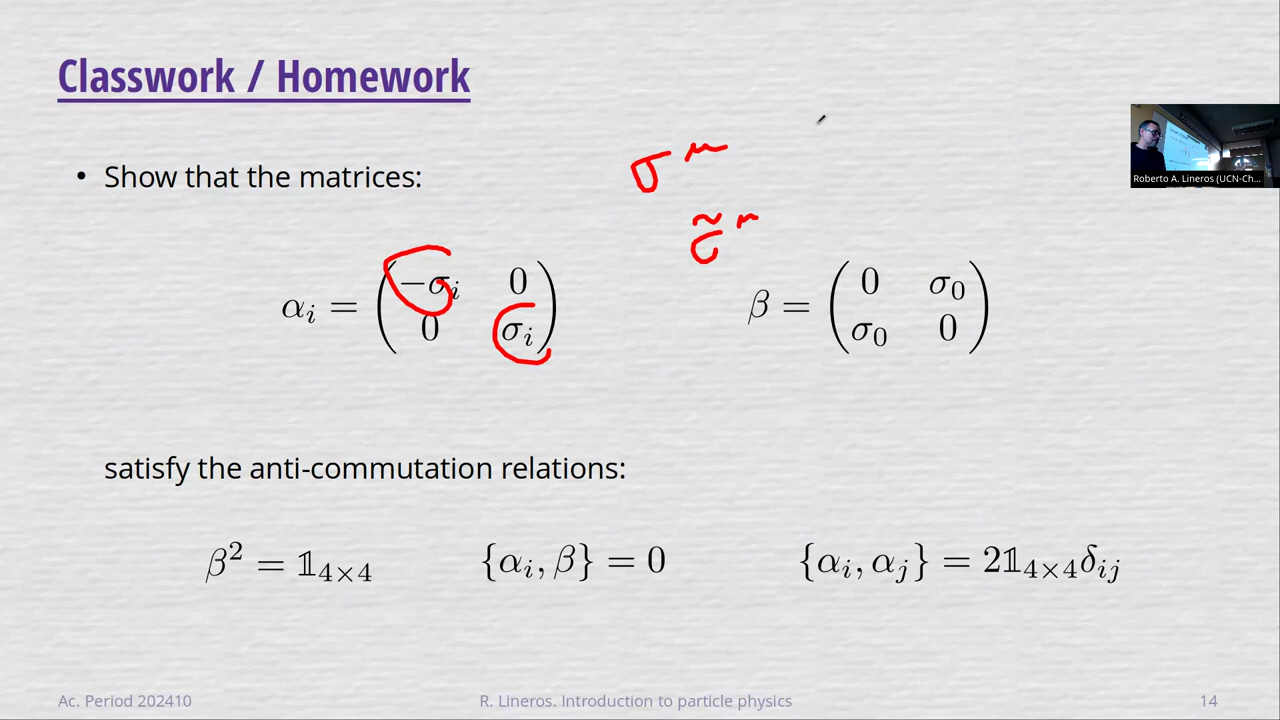 Classwork / Homework
• Show that the matrices:
σ^μ
σ̃^μ
Roberto A. Lineros (UCN-Ch...
α_i = ( −σ_i 0 ; 0 σ_i )   β = ( 0 σ_0 ; σ_0 0 )
satisfy the anti-commutation relations:
β² = 𝟙_{4×4}   {α_i, β} = 0   {α_i, α_j} = 2𝟙_{4×4}δ_{ij}
Ac. Period 202410   R. Lineros. Introduction to particle physics   14